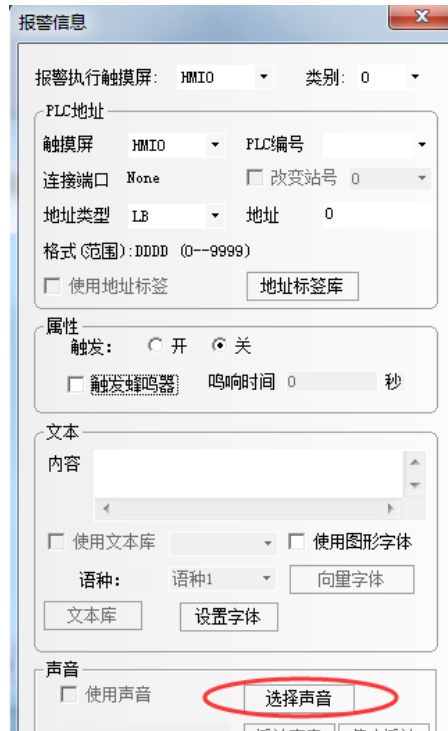 报警信息
报警执行触摸屏: HMI0 类别: 0
PLC地址
触摸屏 HMI0 PLC编号
连接端口 None 改变站号 0
地址类型 LB 地址 0
格式(范围):DDDD (0--9999)
使用地址标签 地址标签库
属性
触发: 开 关
触发蜂鸣器 鸣响时间 0 秒
文本
内容
使用文本库 使用图形字体
语种: 语种1 向量字体
文本库 设置字体
声音
使用声音 选择声音